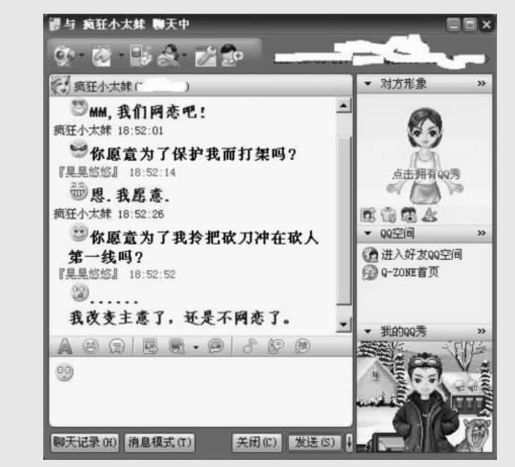 与 疯狂小太妹 聊天中
疯狂小太妹(
)
MM,我们网恋吧!
疯狂小太妹 18:52:01
你愿意为了保护我而打架吗?
『晃晃悠悠』 18:52:14
恩.我愿意.
疯狂小太妹 18:52:26
你愿意为了我拎把砍刀冲在砍人
第一线吗?
『晃晃悠悠』 18:52:52
......
我改变主意了，还是不网恋了。
聊天记录(H)
消息模式(T)
关闭(C)
发送(S)
对方形象
点击拥有QQ秀
QQ空间
进入好友QQ空间
Q-ZONE首页
我的QQ秀